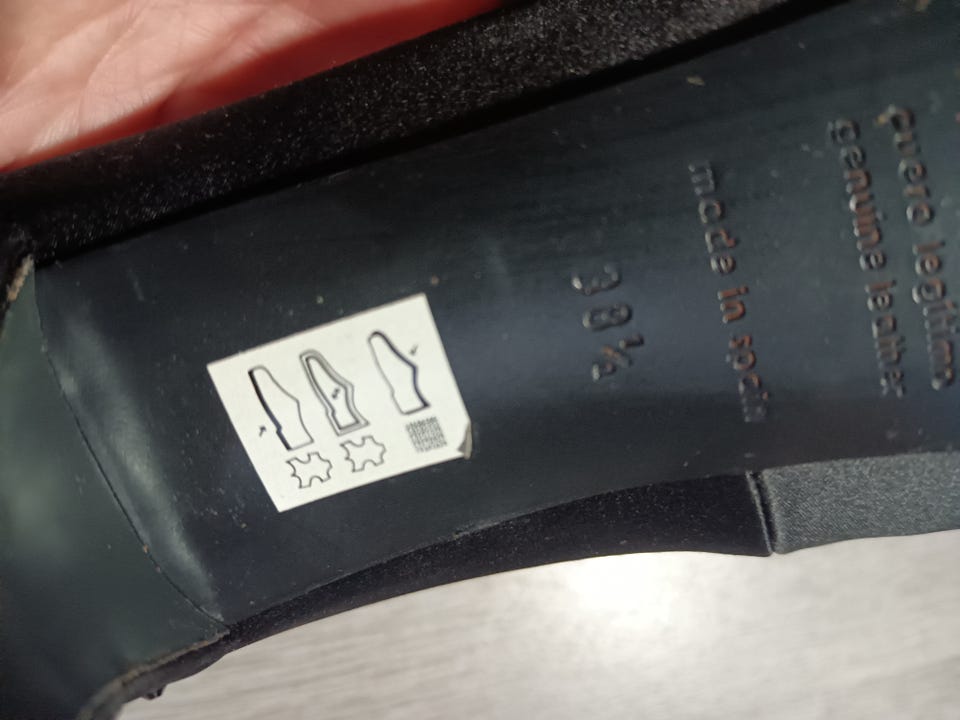 cuero legítimo
genuine leather
made in spain
38½